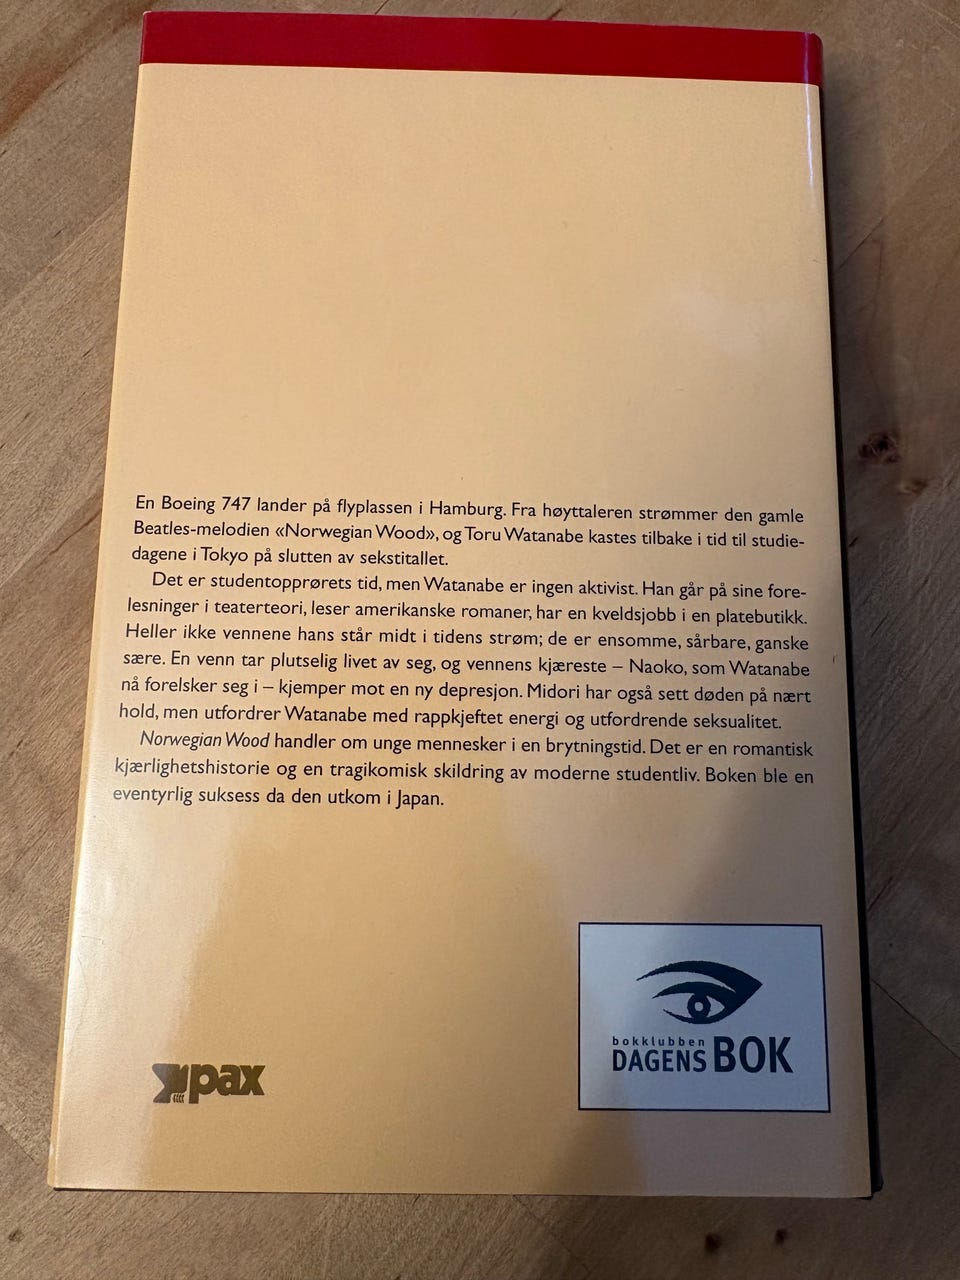 En Boeing 747 lander på flyplassen i Hamburg. Fra høyttaleren strømmer den gamle
Beatles-melodien «Norwegian Wood», og Toru Watanabe kastes tilbake i tid til studie-
dagene i Tokyo på slutten av sekstitallet.
Det er studentopprørets tid, men Watanabe er ingen aktivist. Han går på sine fore-
lesninger i teaterteori, leser amerikanske romaner, har en kveldsjobb i en platebutikk.
Heller ikke vennene hans står midt i tidens strøm; de er ensomme, sårbare, ganske
sære. En venn tar plutselig livet av seg, og vennens kjæreste – Naoko, som Watanabe
nå forelsker seg i – kjemper mot en ny depresjon. Midori har også sett døden på nært
hold, men utfordrer Watanabe med rappkjeftet energi og utfordrende seksualitet.
Norwegian Wood handler om unge mennesker i en brytningstid. Det er en romantisk
kjærlighetshistorie og en tragikomisk skildring av moderne studentliv. Boken ble en
eventyrlig suksess da den utkom i Japan.
pax
bokklubben
DAGENS BOK